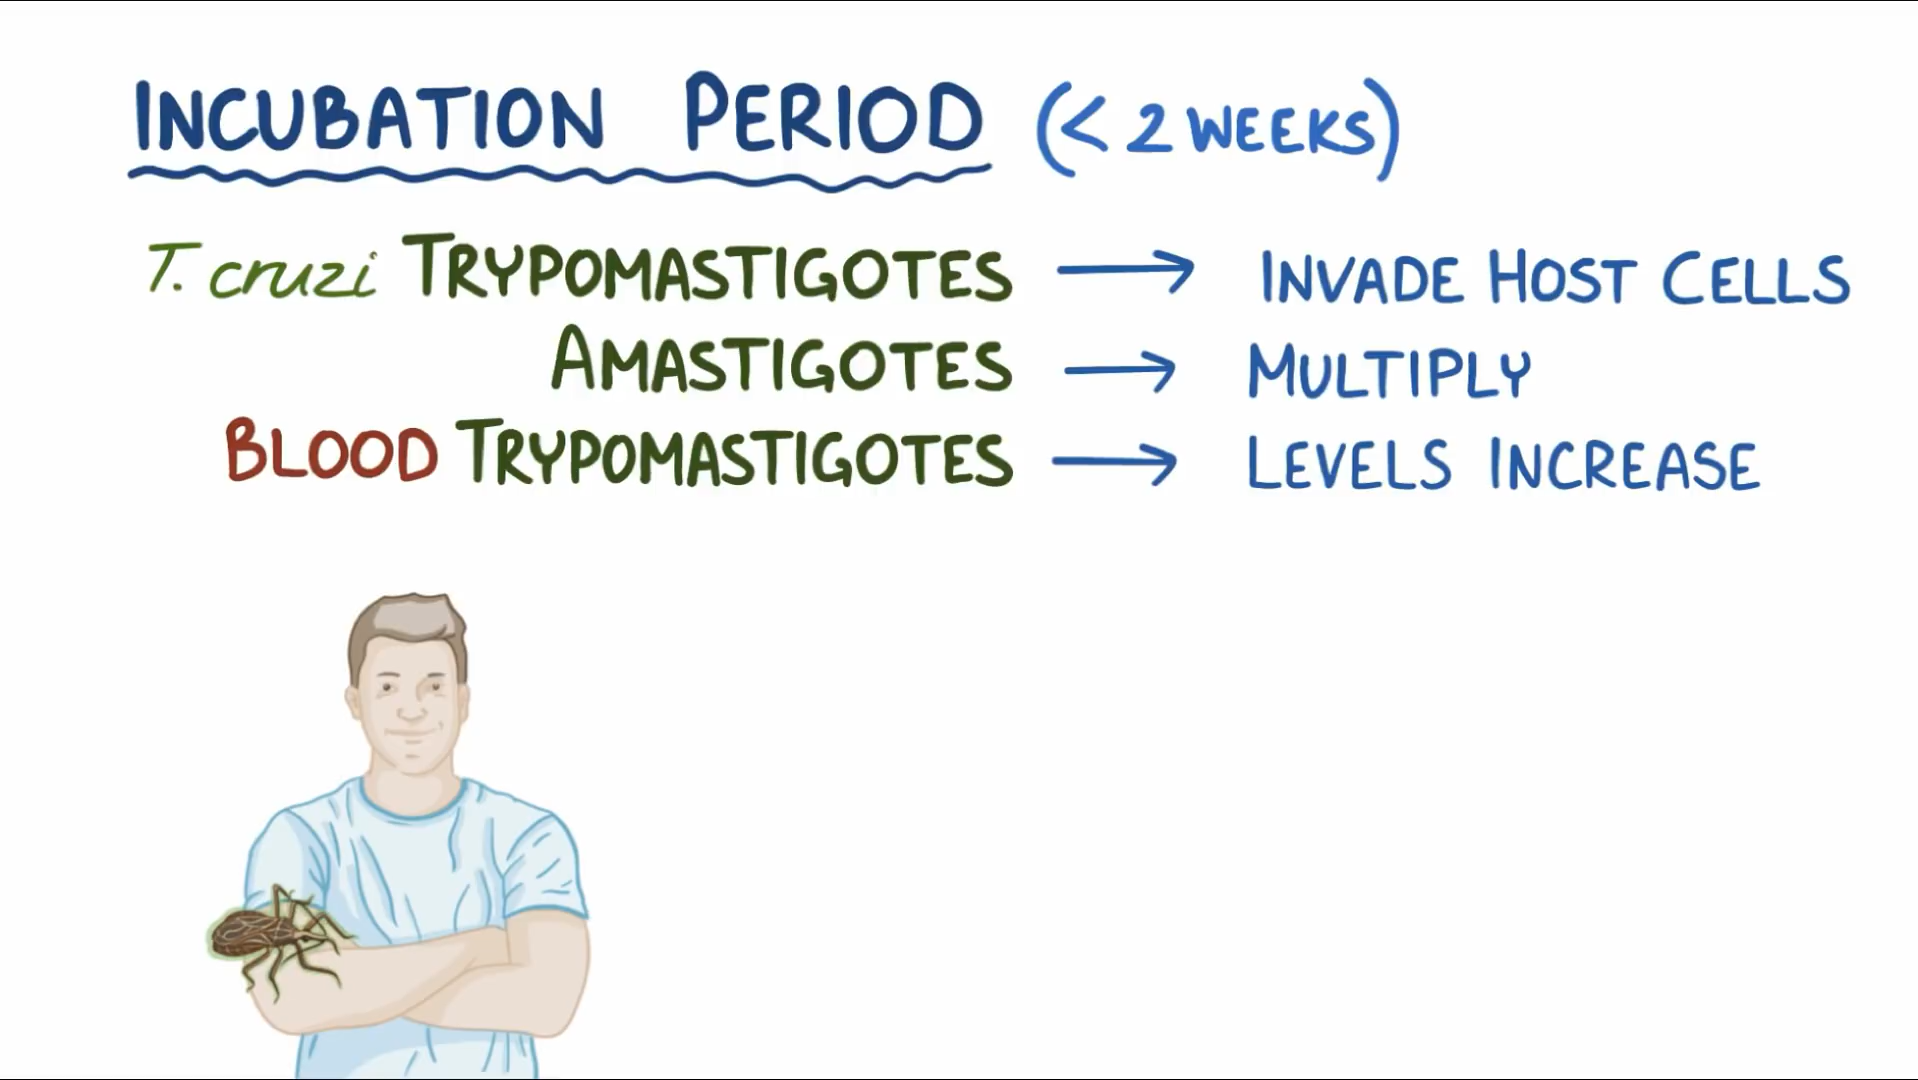 INCUBATION PERIOD (< 2 WEEKS)
T. cruzi TRYPOMASTIGOTES → INVADE HOST CELLS
AMASTIGOTES → MULTIPLY
BLOOD TRYPOMASTIGOTES → LEVELS INCREASE